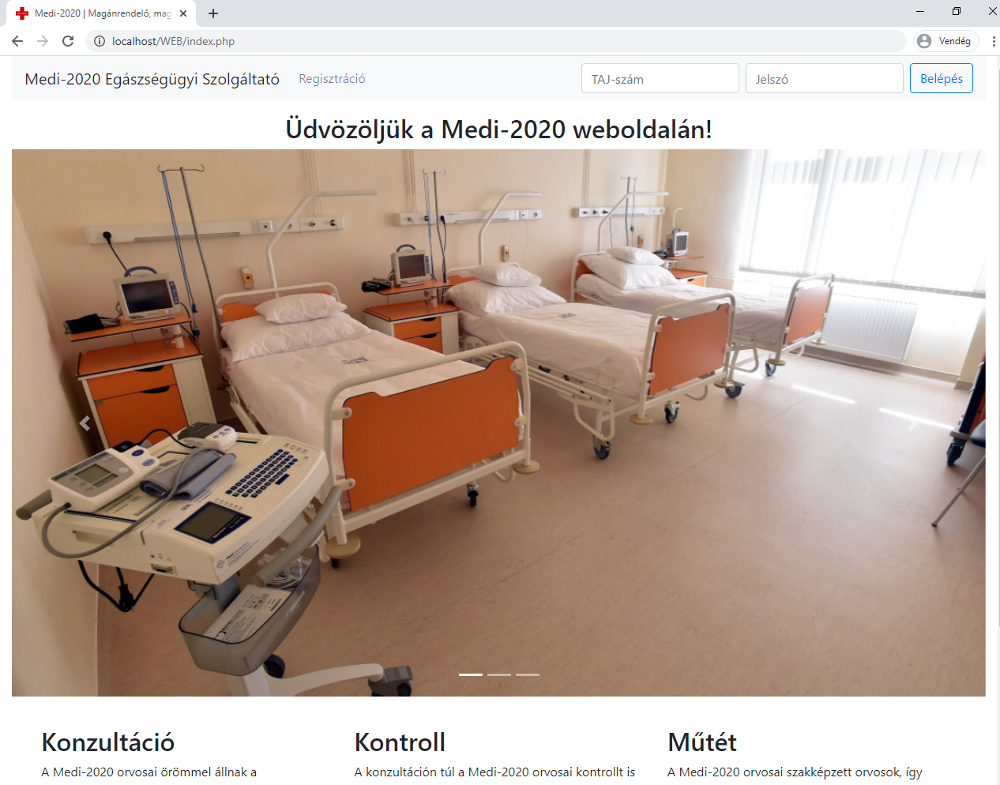 Medi-2020 | Magánrendelő, mag
localhost/WEB/index.php
Vendég
Medi-2020 Egászségügyi Szolgáltató
Regisztráció
TAJ-szám
Jelszó
Belépés
Üdvözöljük a Medi-2020 weboldalán!
Konzultáció
Kontroll
Műtét
A Medi-2020 orvosai örömmel állnak a
A konzultáción túl a Medi-2020 orvosai kontrollt is
A Medi-2020 orvosai szakképzett orvosok, így